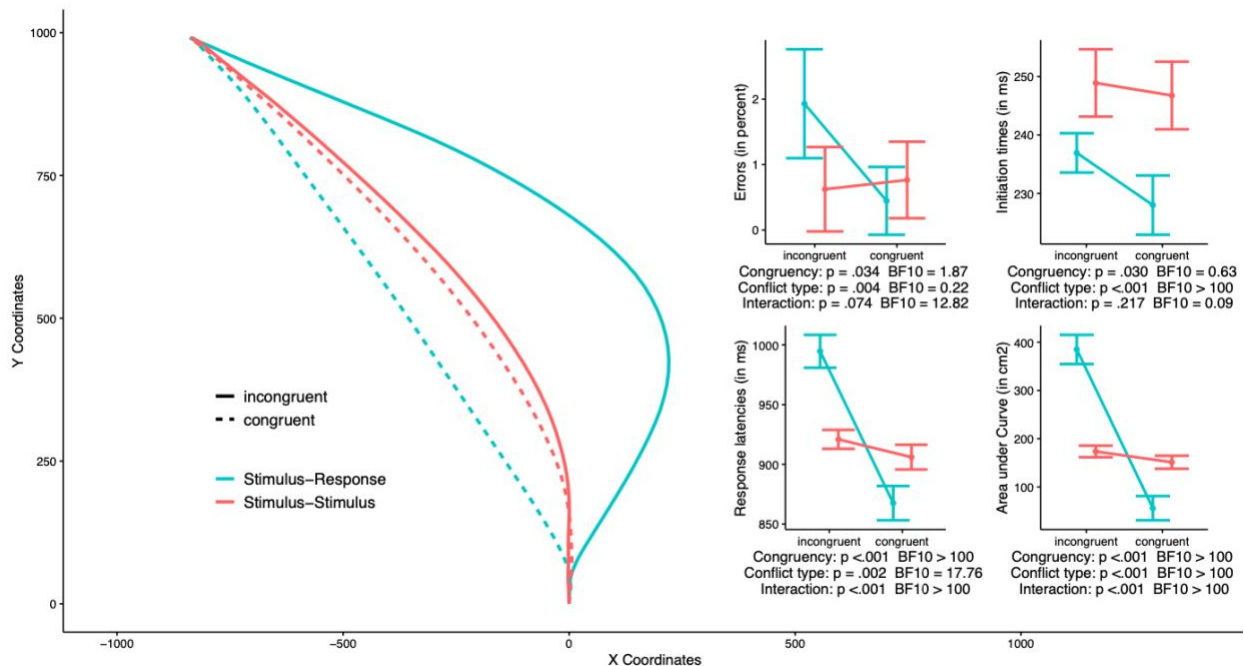 1000
750
500
250
0
Y Coordinates
−1000
−500
0
500
1000
X Coordinates
incongruent
congruent
Stimulus−Response
Stimulus−Stimulus
Errors (in percent)
2
1
0
incongruent congruent
Congruency: p = .034 BF10 = 1.87
Conflict type: p = .004 BF10 = 0.22
Interaction: p = .074 BF10 = 12.82
Initiation times (in ms)
250
240
230
incongruent congruent
Congruency: p = .030 BF10 = 0.63
Conflict type: p <.001 BF10 > 100
Interaction: p = .217 BF10 = 0.09
Response latencies (in ms)
1000
950
900
850
incongruent congruent
Congruency: p <.001 BF10 > 100
Conflict type: p = .002 BF10 = 17.76
Interaction: p <.001 BF10 > 100
Area under Curve (in cm2)
400
300
200
100
incongruent congruent
Congruency: p <.001 BF10 > 100
Conflict type: p <.001 BF10 > 100
Interaction: p <.001 BF10 > 100